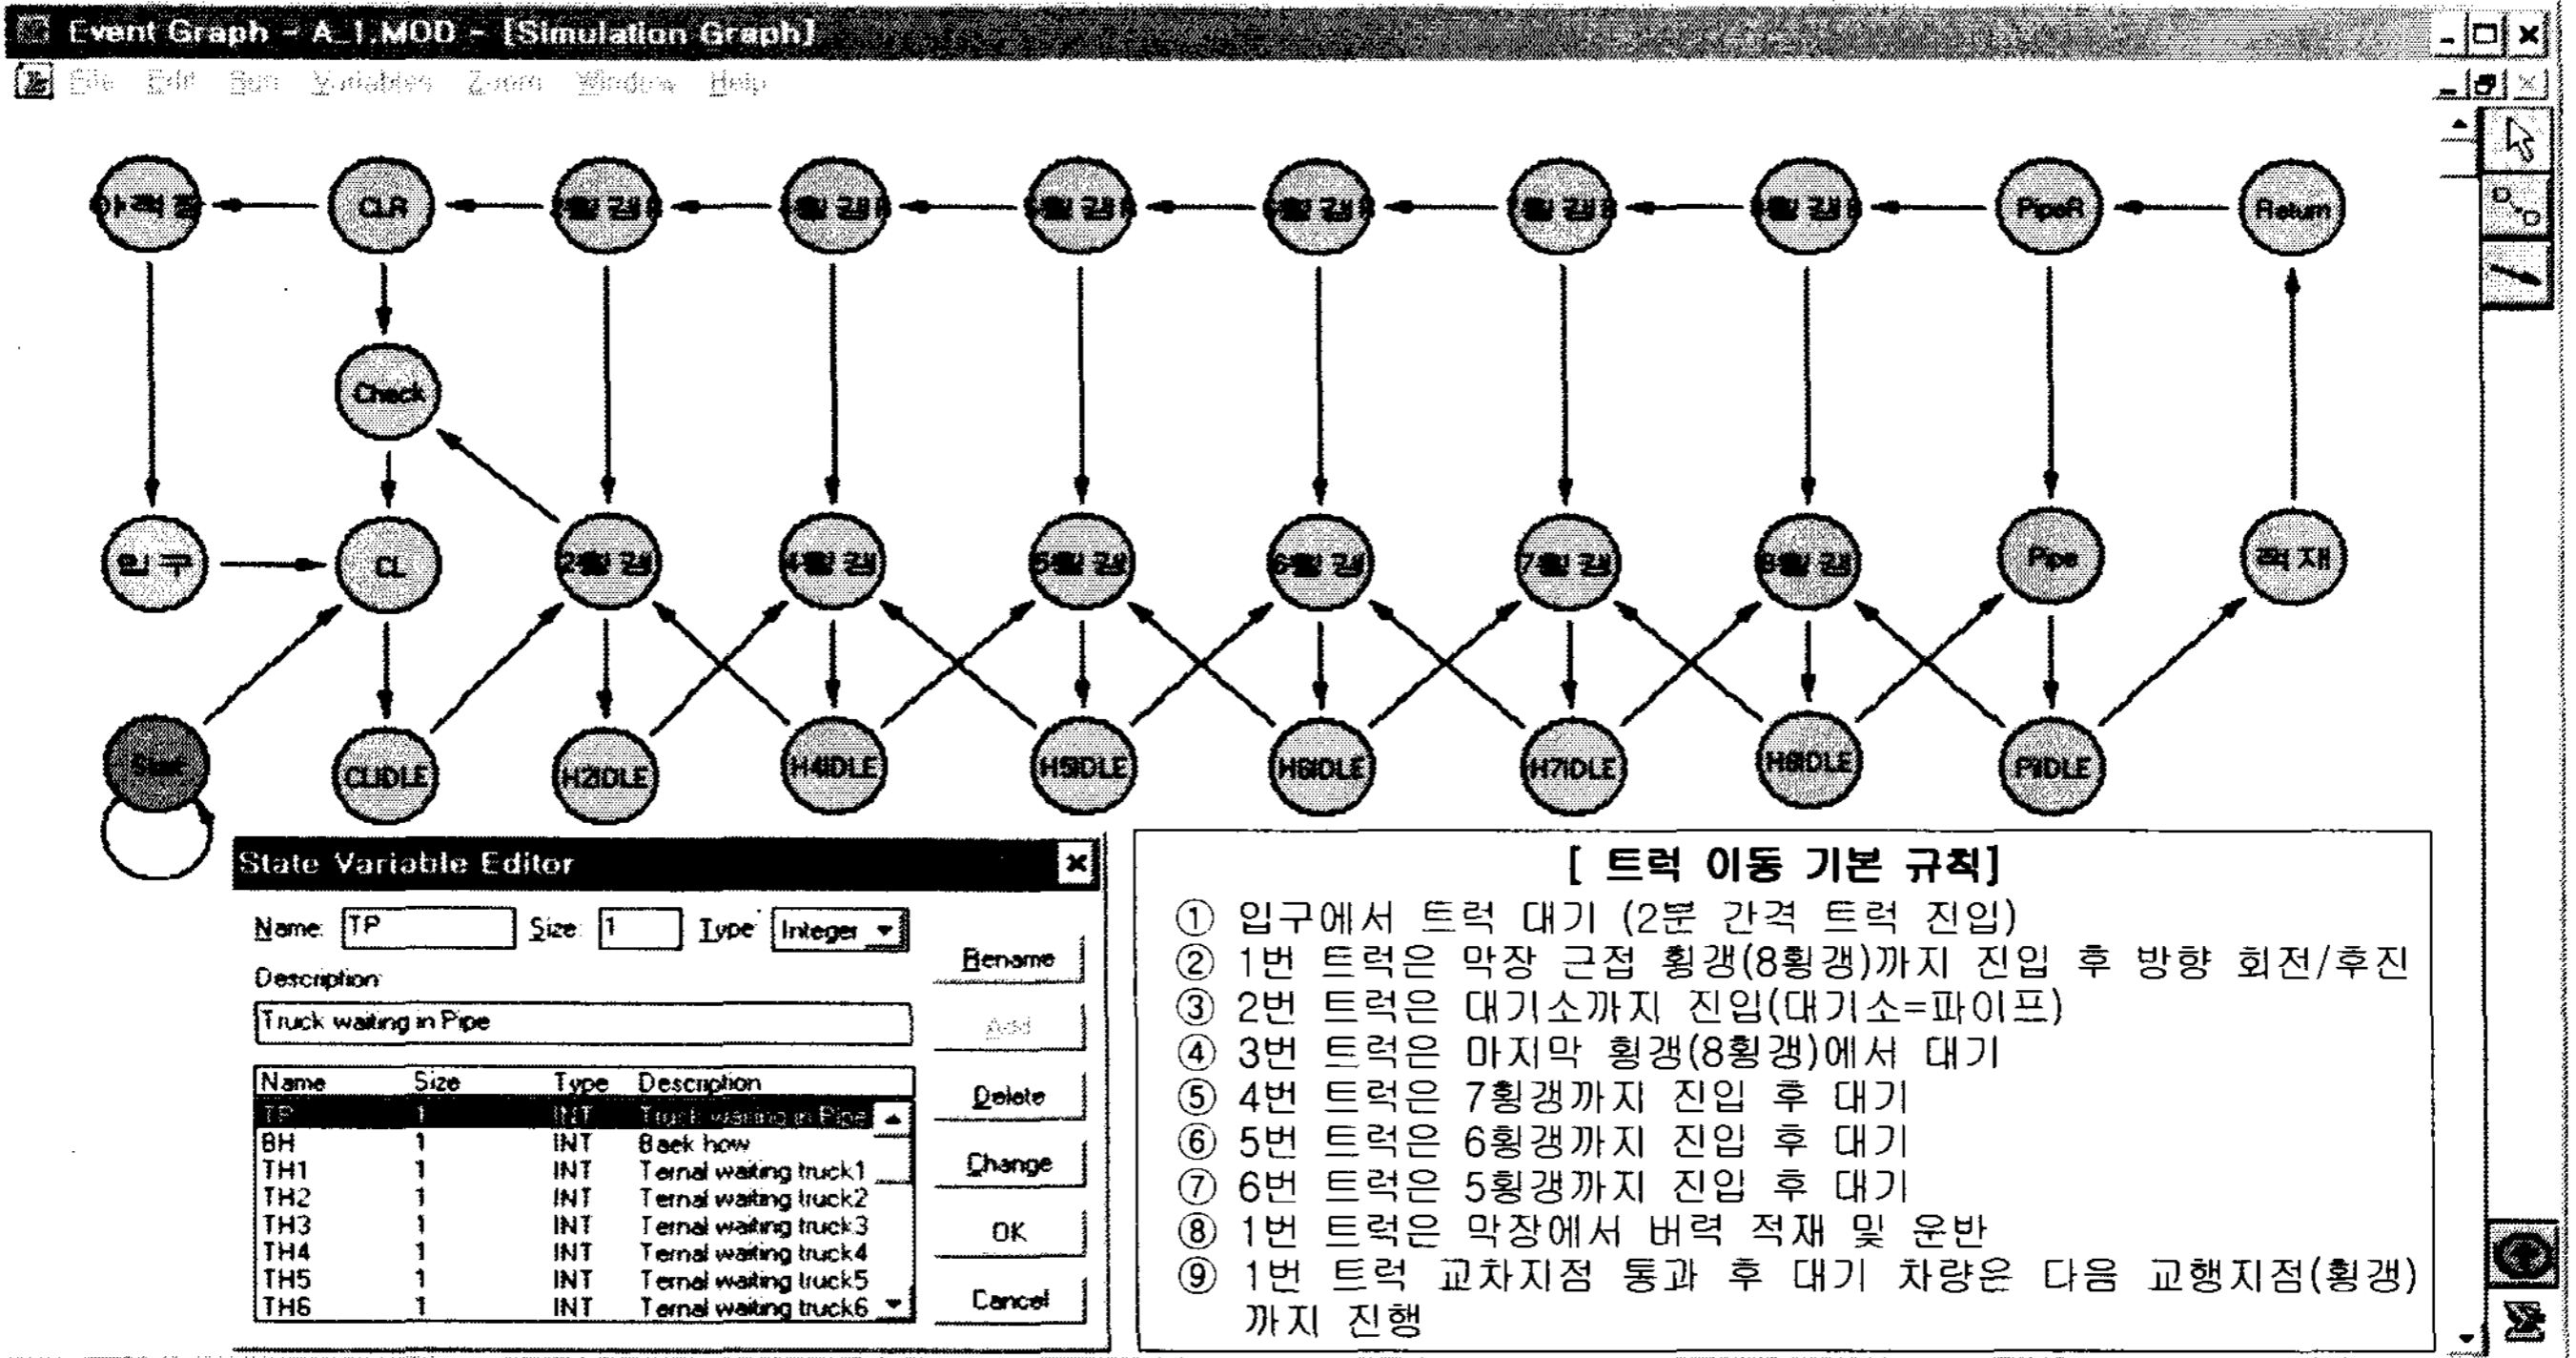 Event Graph - A_1.MOD - [Simulation Graph]
File Edit Run Variables Zoom Window Help
CLR
PipeR
Return
Check
입구
CL
2횡갱
4횡갱
5횡갱
6횡갱
7횡갱
8횡갱
Pipe
적재
Start
CLIDLE
H2IDLE
H4IDLE
H5IDLE
H6IDLE
H7IDLE
H8IDLE
PIIDLE
State Variable Editor
Name: TP Size: 1 Type Integer
Rename
Description:
Truck waiting in Pipe
Add
Name Size Type Description
TP 1 INT Truck waiting in Pipe
Delete
BH 1 INT Baek how
TH1 1 INT Ternal waiting truck1
Change
TH2 1 INT Ternal waiting truck2
TH3 1 INT Ternal waiting truck3
OK
TH4 1 INT Ternal waiting truck4
TH5 1 INT Ternal waiting truck5
TH6 1 INT Ternal waiting truck6
Cancel
[ 트럭 이동 기본 규칙]
① 입구에서 트럭 대기 (2분 간격 트럭 진입)
② 1번 트럭은 막장 근접 횡갱(8횡갱)까지 진입 후 방향 회전/후진
③ 2번 트럭은 대기소까지 진입(대기소=파이프)
④ 3번 트럭은 마지막 횡갱(8횡갱)에서 대기
⑤ 4번 트럭은 7횡갱까지 진입 후 대기
⑥ 5번 트럭은 6횡갱까지 진입 후 대기
⑦ 6번 트럭은 5횡갱까지 진입 후 대기
⑧ 1번 트럭은 막장에서 버력 적재 및 운반
⑨ 1번 트럭 교차지점 통과 후 대기 차량은 다음 교행지점(횡갱)
까지 진행